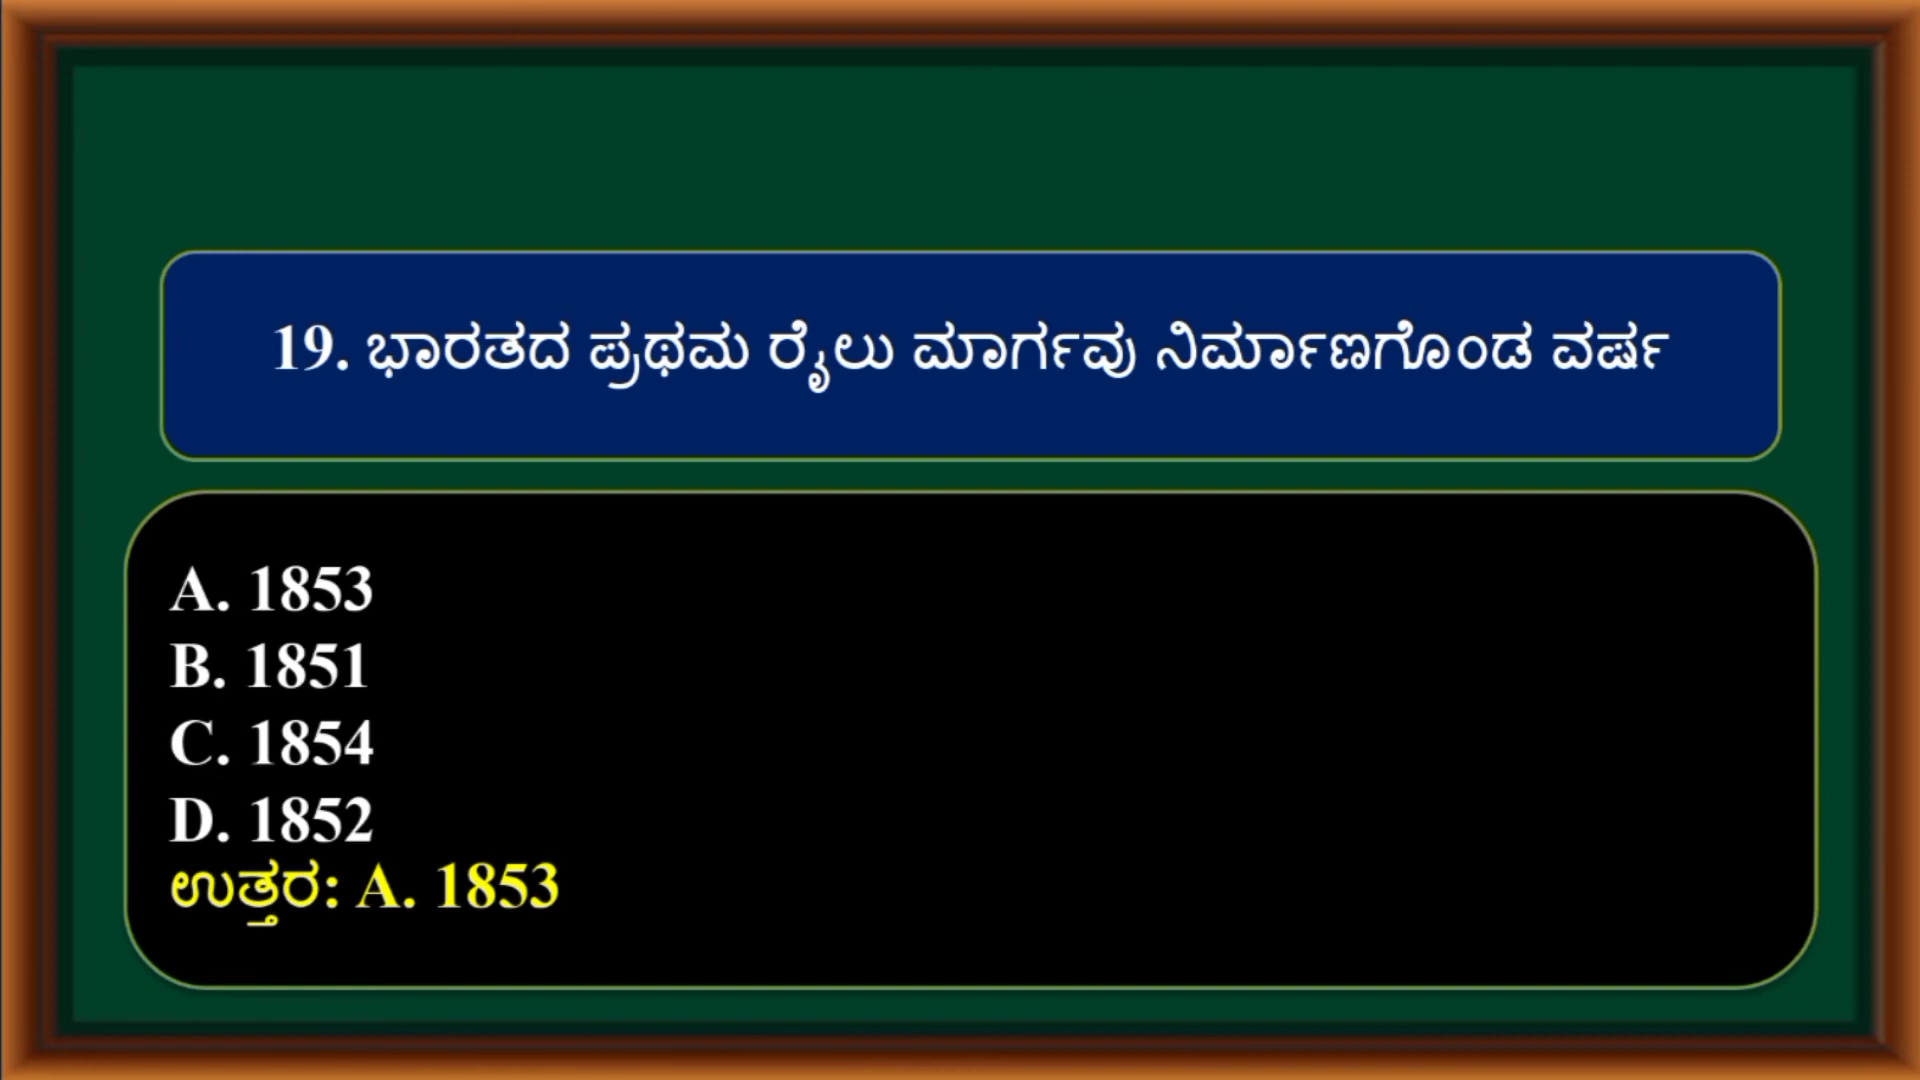 19. ಭಾರತದ ಪ್ರಥಮ ರೈಲು ಮಾರ್ಗವು ನಿರ್ಮಾಣಗೊಂಡ ವರ್ಷ
A. 1853
B. 1851
C. 1854
D. 1852
ಉತ್ತರ: A. 1853